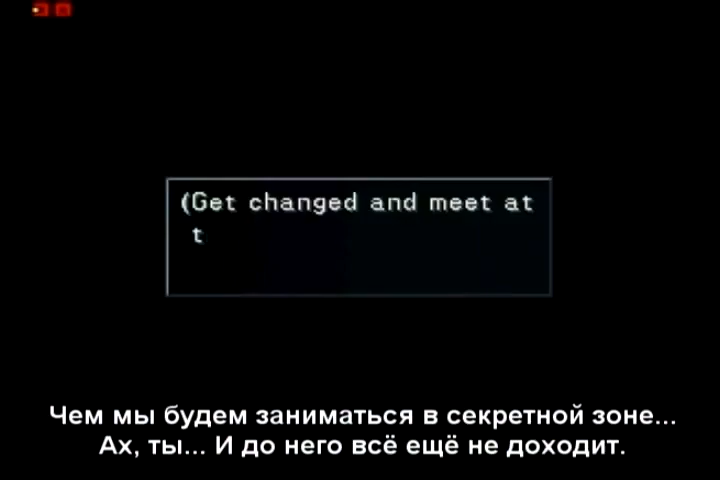 (Get changed and meet at
t
Чем мы будем заниматься в секретной зоне...
Ах, ты... И до него всё ещё не доходит.